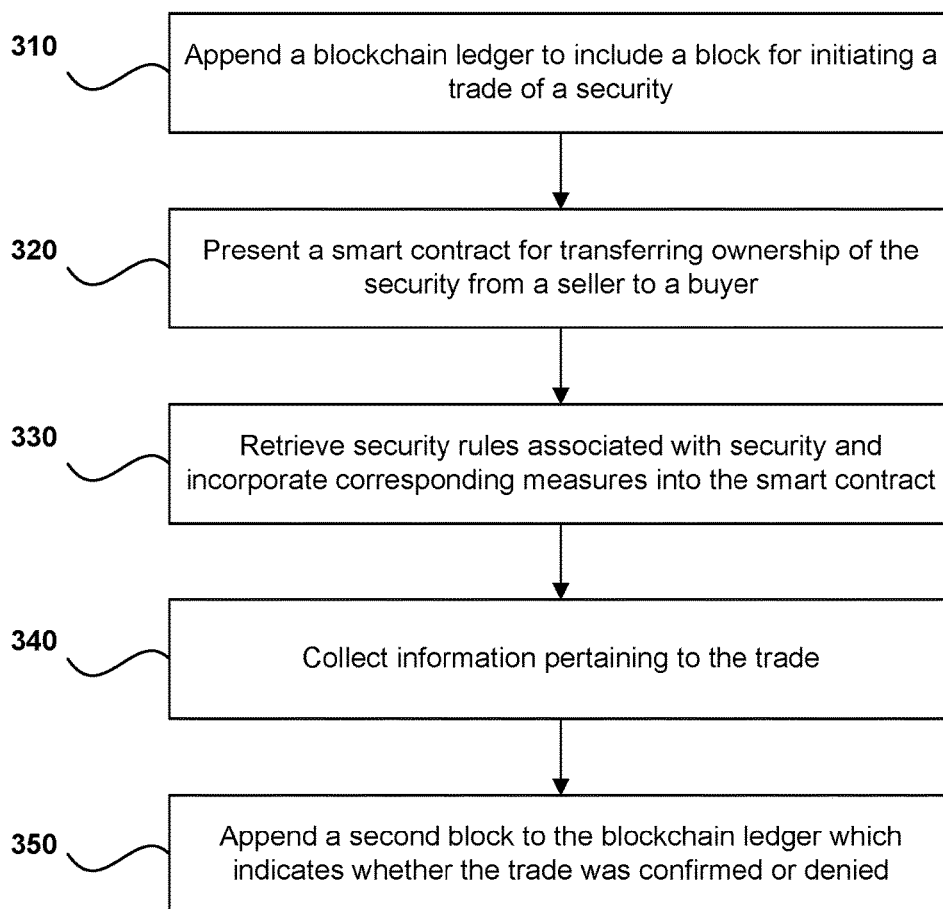 310
Append a blockchain ledger to include a block for initiating a
trade of a security
320
Present a smart contract for transferring ownership of the
security from a seller to a buyer
330
Retrieve security rules associated with security and
incorporate corresponding measures into the smart contract
340
Collect information pertaining to the trade
350
Append a second block to the blockchain ledger which
indicates whether the trade was confirmed or denied